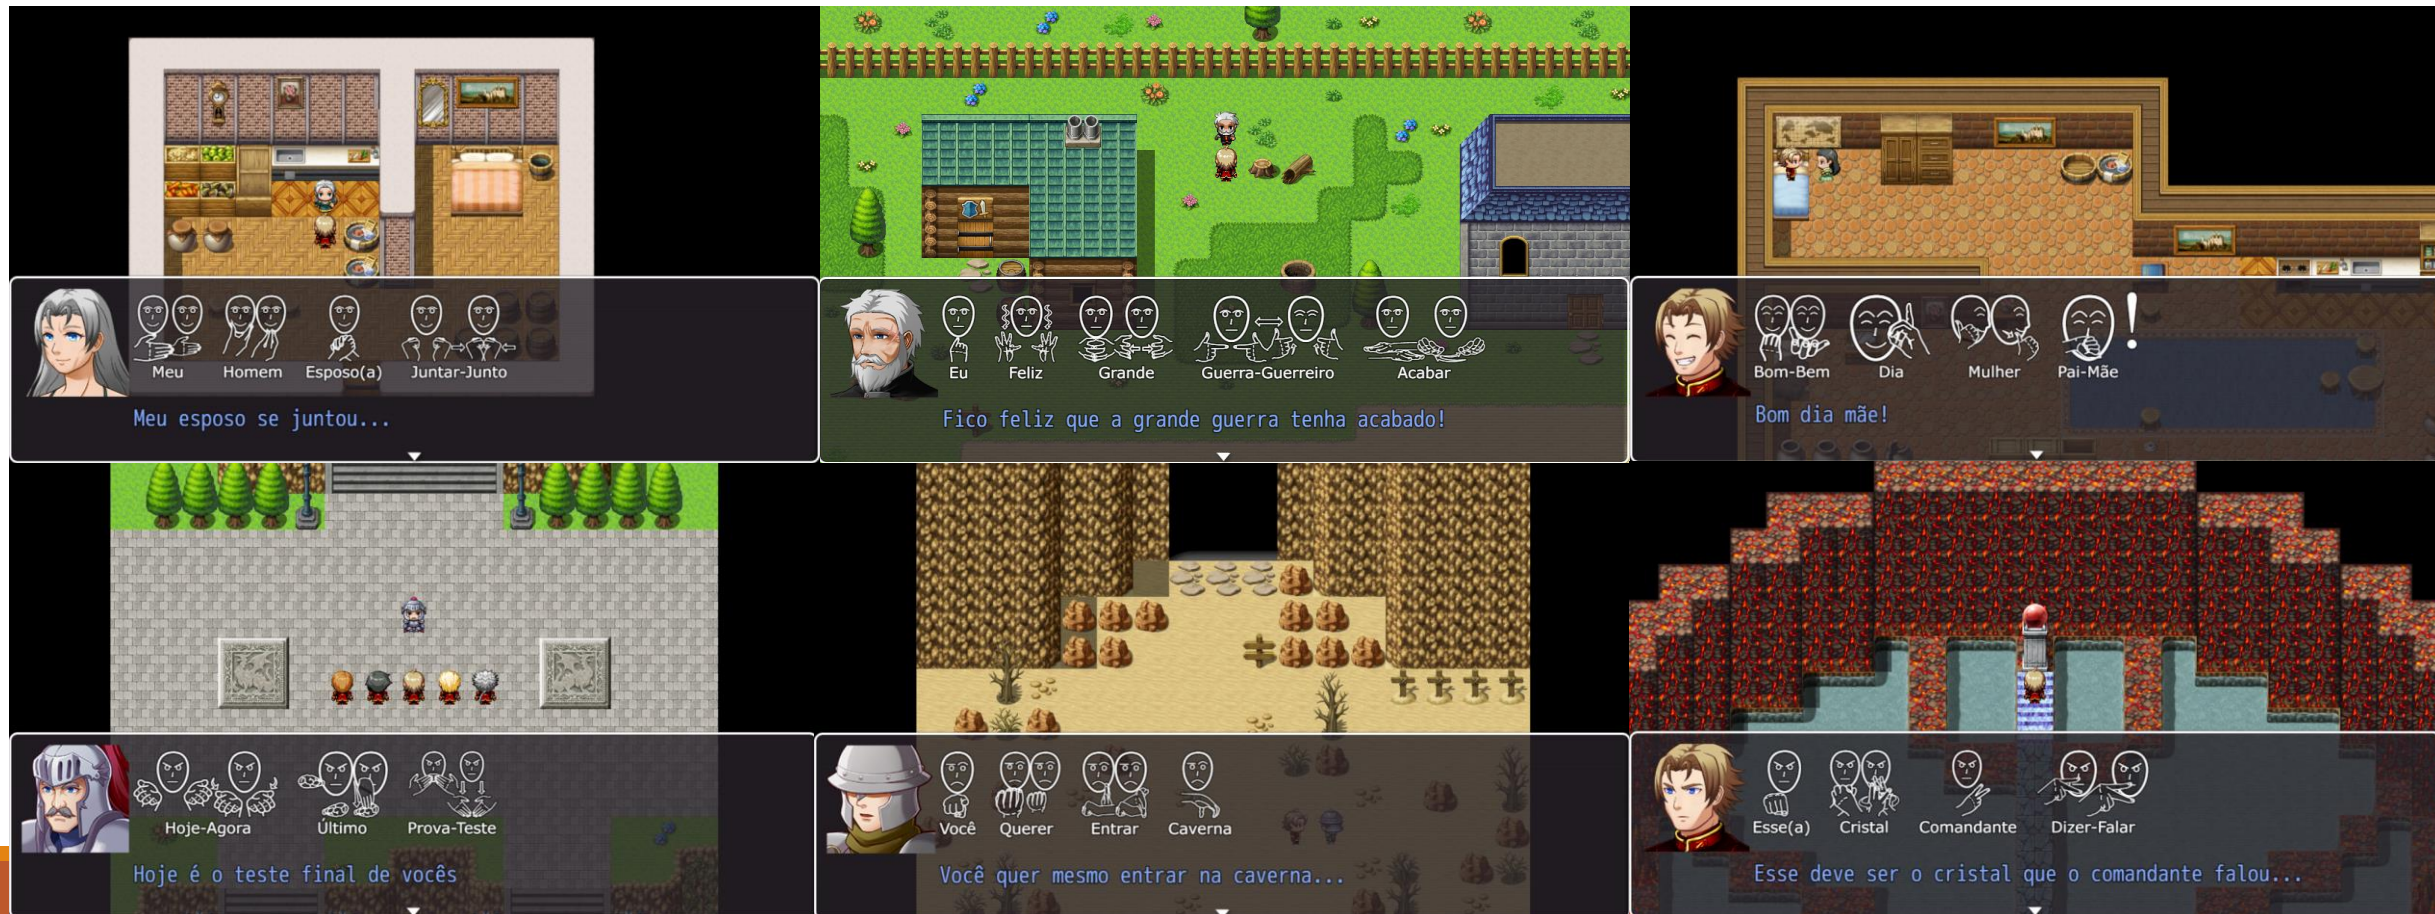 Meu Homem Esposo(a) Juntar-Junto
Meu esposo se juntou...
Eu Feliz Grande Guerra-Guerreiro Acabar
Fico feliz que a grande guerra tenha acabado!
Bom-Bem Dia Mulher Pai-Mãe !
Bom dia mãe!
Hoje-Agora Último Prova-Teste
Hoje é o teste final de vocês
Você Querer Entrar Caverna
Você quer mesmo entrar na caverna...
Esse(a) Cristal Comandante Dizer-Falar
Esse deve ser o cristal que o comandante falou...